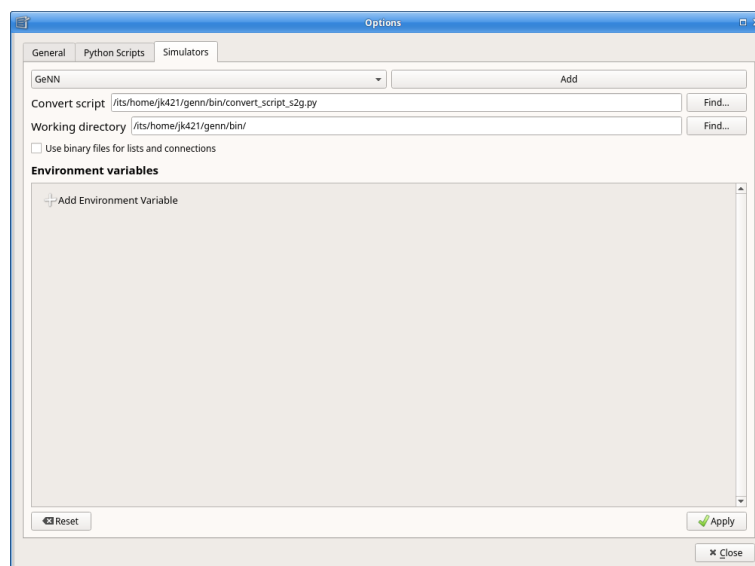 Options
General Python Scripts Simulators
GeNN Add
Convert script /its/home/jk421/genn/bin/convert_script_s2g.py Find...
Working directory /its/home/jk421/genn/bin/ Find...
Use binary files for lists and connections
Environment variables
Add Environment Variable
Reset Apply
Close